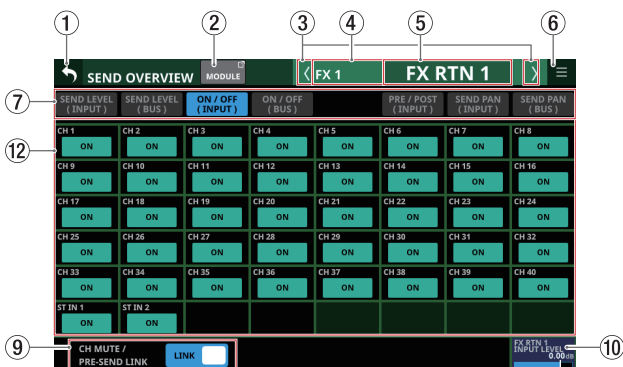 1 2 3 4 5 6
SEND OVERVIEW MODULE FX 1 FX RTN 1
7
SEND LEVEL SEND LEVEL ON / OFF ON / OFF PRE / POST SEND PAN SEND PAN
( INPUT ) ( BUS ) ( INPUT ) ( BUS ) ( INPUT ) ( INPUT ) ( BUS )
12
CH 1 CH 2 CH 3 CH 4 CH 5 CH 6 CH 7 CH 8
ON ON ON ON ON ON ON ON
CH 9 CH 10 CH 11 CH 12 CH 13 CH 14 CH 15 CH 16
ON ON ON ON ON ON ON ON
CH 17 CH 18 CH 19 CH 20 CH 21 CH 22 CH 23 CH 24
ON ON ON ON ON ON ON ON
CH 25 CH 26 CH 27 CH 28 CH 29 CH 30 CH 31 CH 32
ON ON ON ON ON ON ON ON
CH 33 CH 34 CH 35 CH 36 CH 37 CH 38 CH 39 CH 40
ON ON ON ON ON ON ON ON
ST IN 1 ST IN 2
ON ON
9
CH MUTE /
PRE-SEND LINK
LINK
FX RTN 1
INPUT LEVEL
0.00dB
10